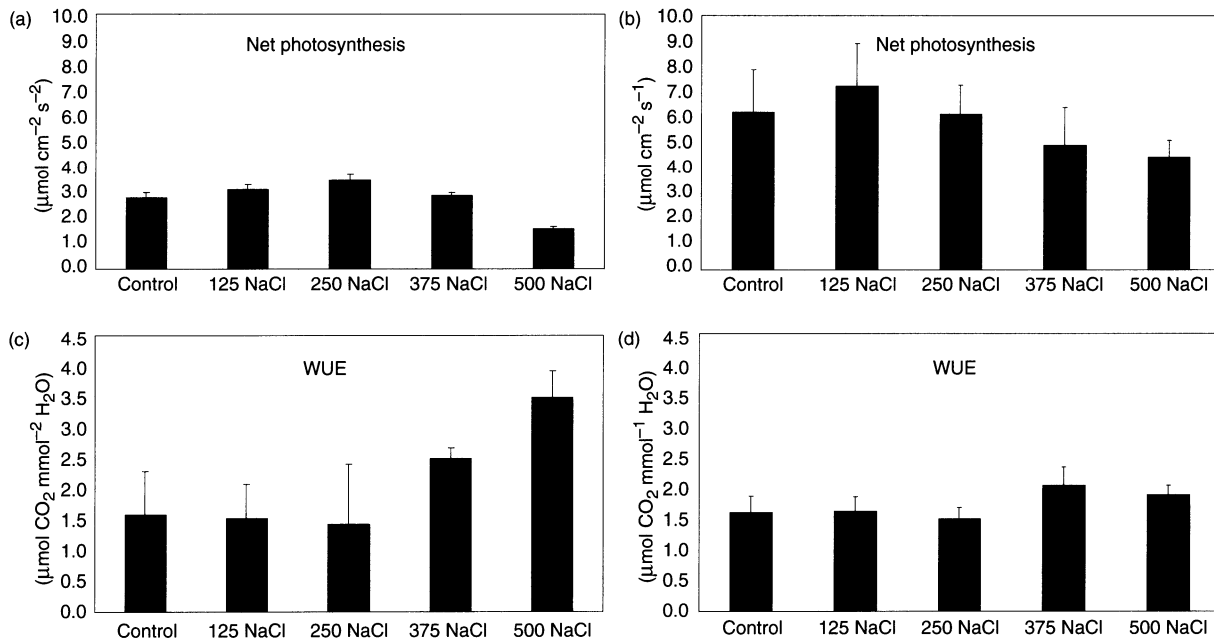 (a)
Net photosynthesis
(μmol cm⁻² s⁻²)
10.0
9.0
8.0
7.0
6.0
5.0
4.0
3.0
2.0
1.0
0.0
Control 125 NaCl 250 NaCl 375 NaCl 500 NaCl
(b)
Net photosynthesis
(μmol cm⁻² s⁻¹)
10.0
9.0
8.0
7.0
6.0
5.0
4.0
3.0
2.0
1.0
0.0
Control 125 NaCl 250 NaCl 375 NaCl 500 NaCl
(c)
WUE
(μmol CO₂ mmol⁻² H₂O)
4.5
4.0
3.5
3.0
2.5
2.0
1.5
1.0
0.5
0.0
Control 125 NaCl 250 NaCl 375 NaCl 500 NaCl
(d)
WUE
(μmol CO₂ mmol⁻¹ H₂O)
4.5
4.0
3.5
3.0
2.5
2.0
1.5
1.0
0.5
0.0
Control 125 NaCl 250 NaCl 375 NaCl 500 NaCl